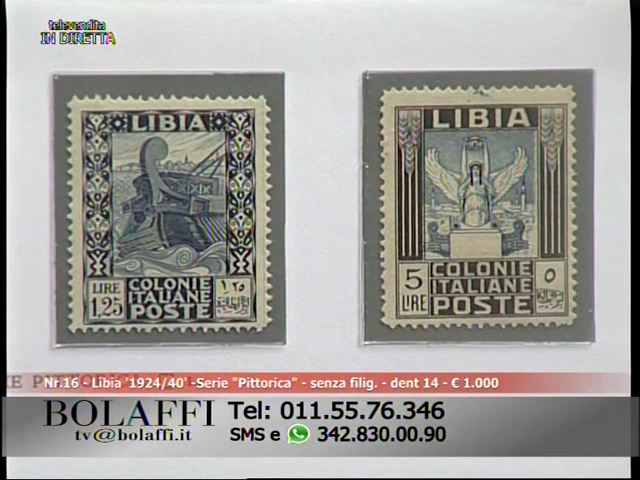 televendita
IN DIRETTA
LIBIA
LIRE
1,25
COLONIE
ITALIANE
POSTE
١٢٥
LIBIA
5
LIRE
COLONIE
ITALIANE
POSTE
٥
Nr.16 - Libia '1924/40' -Serie "Pittorica" - senza filig. - dent 14 - € 1.000
BOLAFFI
tv@bolaffi.it
Tel: 011.55.76.346
SMS e 342.830.00.90